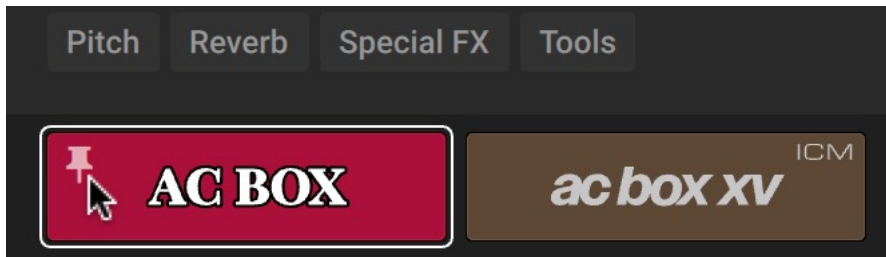 Pitch Reverb Special FX Tools
AC BOX
ICM
ac box xv